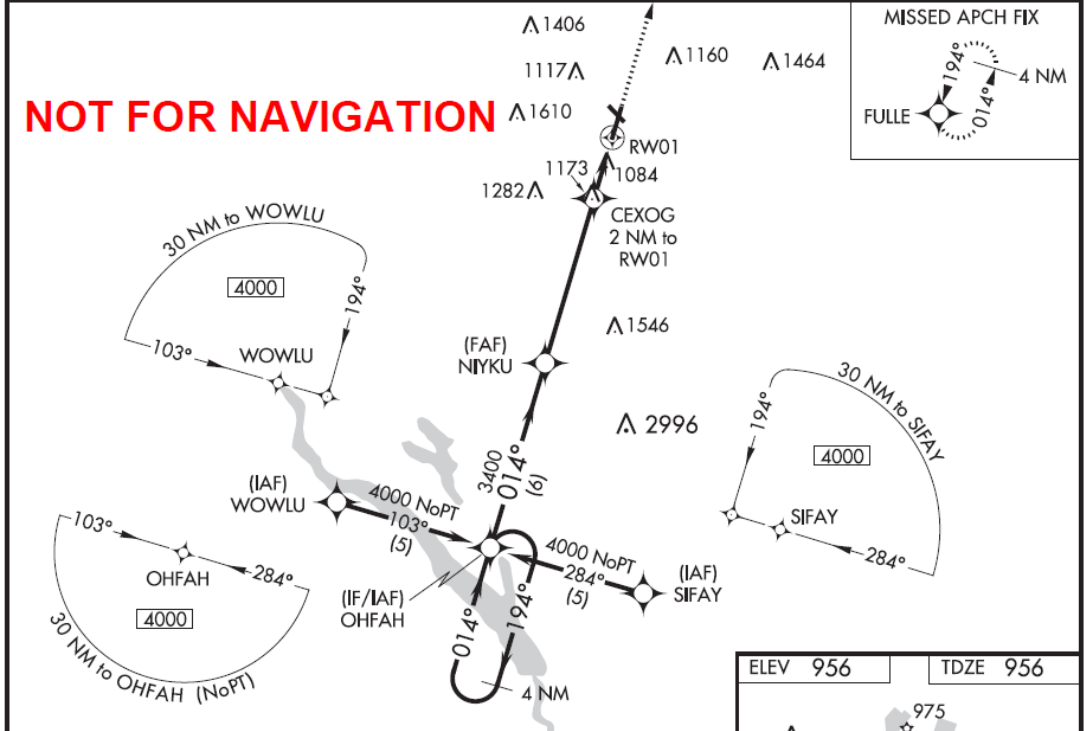 MISSED APCH FIX
194°
4 NM
014°
FULLE
1406
1117
1160
1464
NOT FOR NAVIGATION
1610
RW01
1173
1084
1282
CEXOG
2 NM to
RW01
30 NM to WOWLU
4000
194°
103°
WOWLU
1546
(FAF)
NIYKU
2996
30 NM to SIFAY
194°
4000
SIFAY
284°
3400
014°
(6)
(IAF)
WOWLU
4000 NoPT
103°
(5)
4000 NoPT
284°
(5)
(IAF)
SIFAY
(IF/IAF)
OHFAH
014°
194°
4 NM
103°
OHFAH
284°
4000
30 NM to OHFAH (NoPT)
ELEV 956
TDZE 956
975